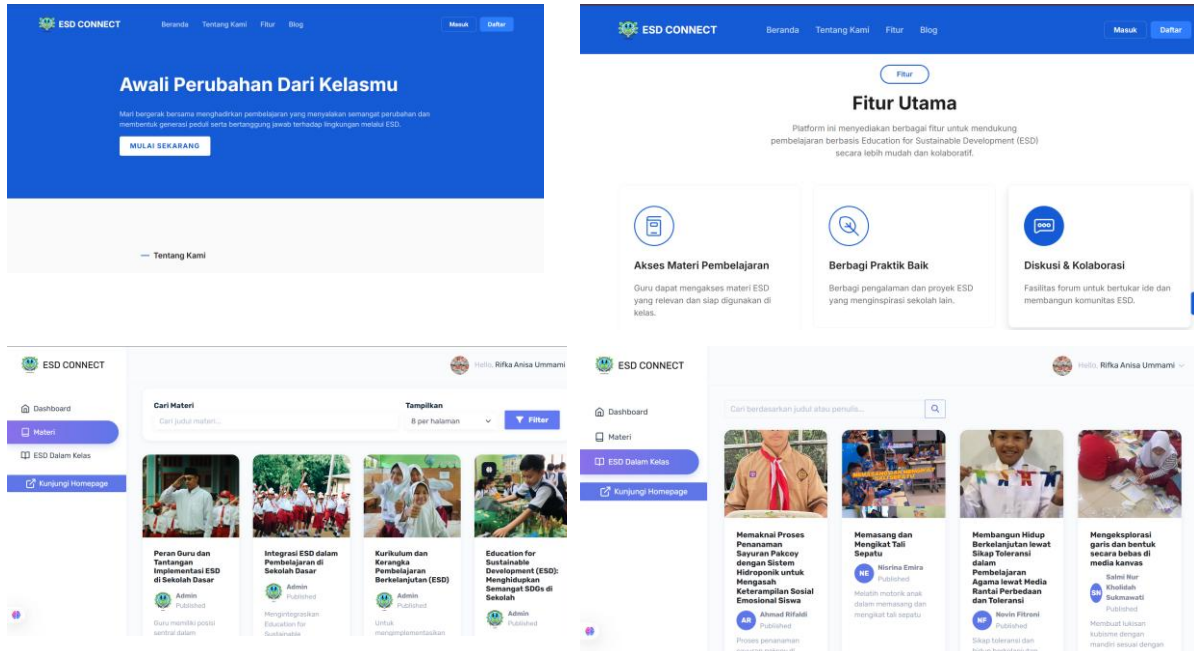 ESD CONNECT
Beranda Tentang Kami Fitur Blog
Masuk Daftar
Awali Perubahan Dari Kelasmu
Mari bergerak bersama menghadirkan pembelajaran yang menyalakan semangat perubahan dan
membentuk generasi peduli serta bertanggung jawab terhadap lingkungan melalui ESD.
MULAI SEKARANG
Tentang Kami
ESD CONNECT
Beranda Tentang Kami Fitur Blog
Masuk Daftar
Fitur
Fitur Utama
Platform ini menyediakan berbagai fitur untuk mendukung
pembelajaran berbasis Education for Sustainable Development (ESD)
secara lebih mudah dan kolaboratif.
Akses Materi Pembelajaran
Guru dapat mengakses materi ESD
yang relevan dan siap digunakan di
kelas.
Berbagi Praktik Baik
Berbagi pengalaman dan proyek ESD
yang menginspirasi sekolah lain.
Diskusi & Kolaborasi
Fasilitas forum untuk bertukar ide dan
membangun komunitas ESD.
ESD CONNECT
Hello, Rifka Anisa Ummami
Dashboard
Materi
ESD Dalam Kelas
Kunjungi Homepage
Cari Materi
Cari judul materi...
Tampilkan
8 per halaman
Filter
Peran Guru dan
Tantangan
Implementasi ESD
di Sekolah Dasar
Admin
Published
Guru memiliki posisi
sentral dalam
Integrasi ESD dalam
Pembelajaran di
Sekolah Dasar
Admin
Published
Mengintegrasikan
Education for
Sustainable
Kurikulum dan
Kerangka
Pembelajaran
Berkelanjutan (ESD)
Admin
Published
Untuk
mengimplementasikan
Education for
Sustainable
Development (ESD):
Menghidupkan
Semangat SDGs di
Sekolah
Admin
Published
ESD CONNECT
Hello, Rifka Anisa Ummami
Dashboard
Materi
ESD Dalam Kelas
Kunjungi Homepage
Cari berdasarkan judul atau penulis...
Memaknai Proses
Penanaman
Sayuran Pakcoy
dengan Sistem
Hidroponik untuk
Mengasah
Keterampilan Sosial
Emosional Siswa
AR
Ahmad Rifaldi
Published
Proses penanaman
Memasang dan
Mengikat Tali
Sepatu
NE
Nisrina Emira
Published
Melatih motorik anak
dalam memasang dan
mengikat tali sepatu
Membangun Hidup
Berkelanjutan lewat
Sikap Toleransi
dalam
Pembelajaran
Agama lewat Media
Rantai Perbedaan
dan Toleransi
NF
Novin Fitroni
Published
Sikap toleransi dan
Mengeksplorasi
garis dan bentuk
secara bebas di
media kanvas
SN
Salmi Nur
Kholidah
Sukmawati
Published
Membuat lukisan
kubisme dengan
mandiri sesuai dengan